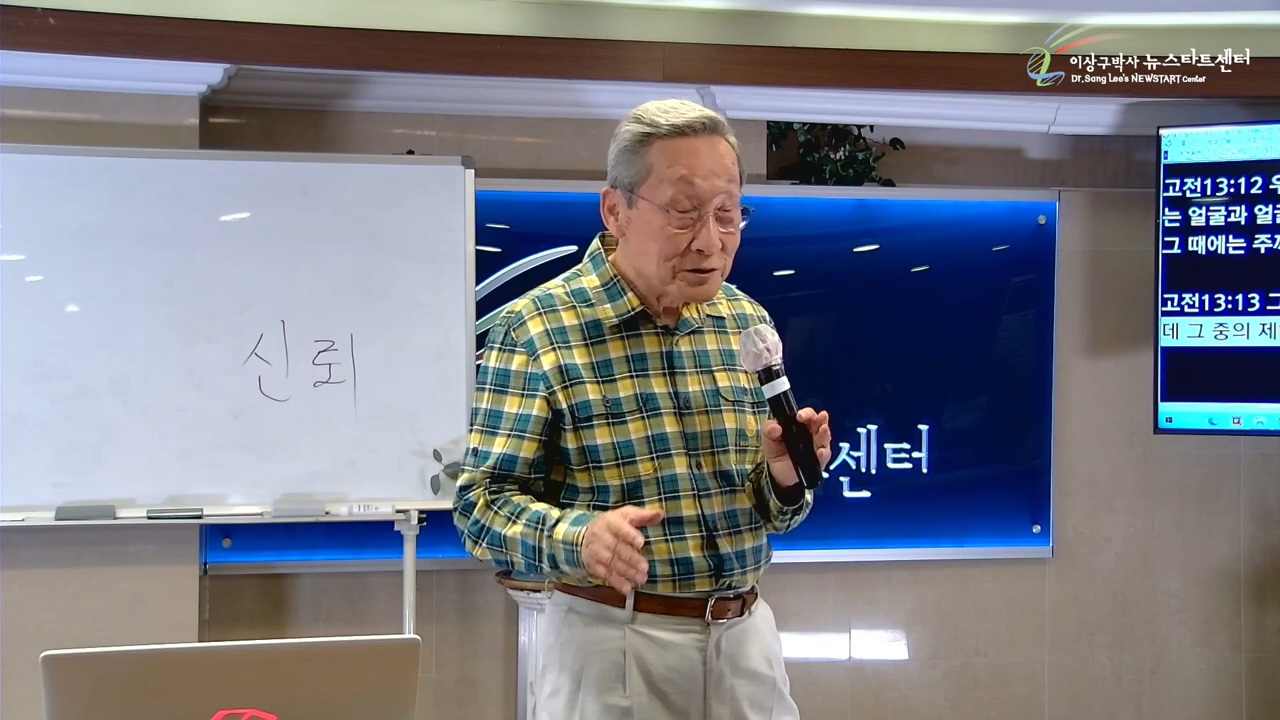 이상구박사 뉴스타트센터
Dr. Sang Lee's NEWSTART Center
고전13:12 우
는 얼굴과 얼굴
그 때에는 주께
고전13:13 그
데 그 중의 제
신뢰
센터